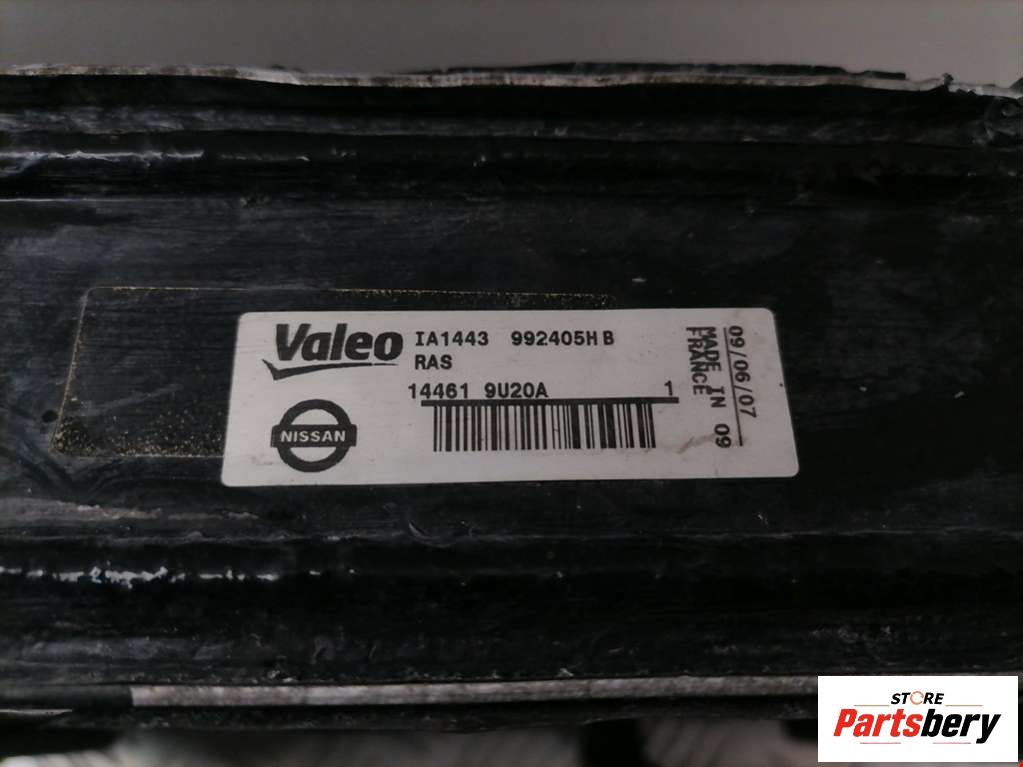 Valeo IA1443 992405H B
RAS
14461 9U20A 1
NISSAN
MADE IN
FRANCE
09/06/07 09
STORE
Partsbery